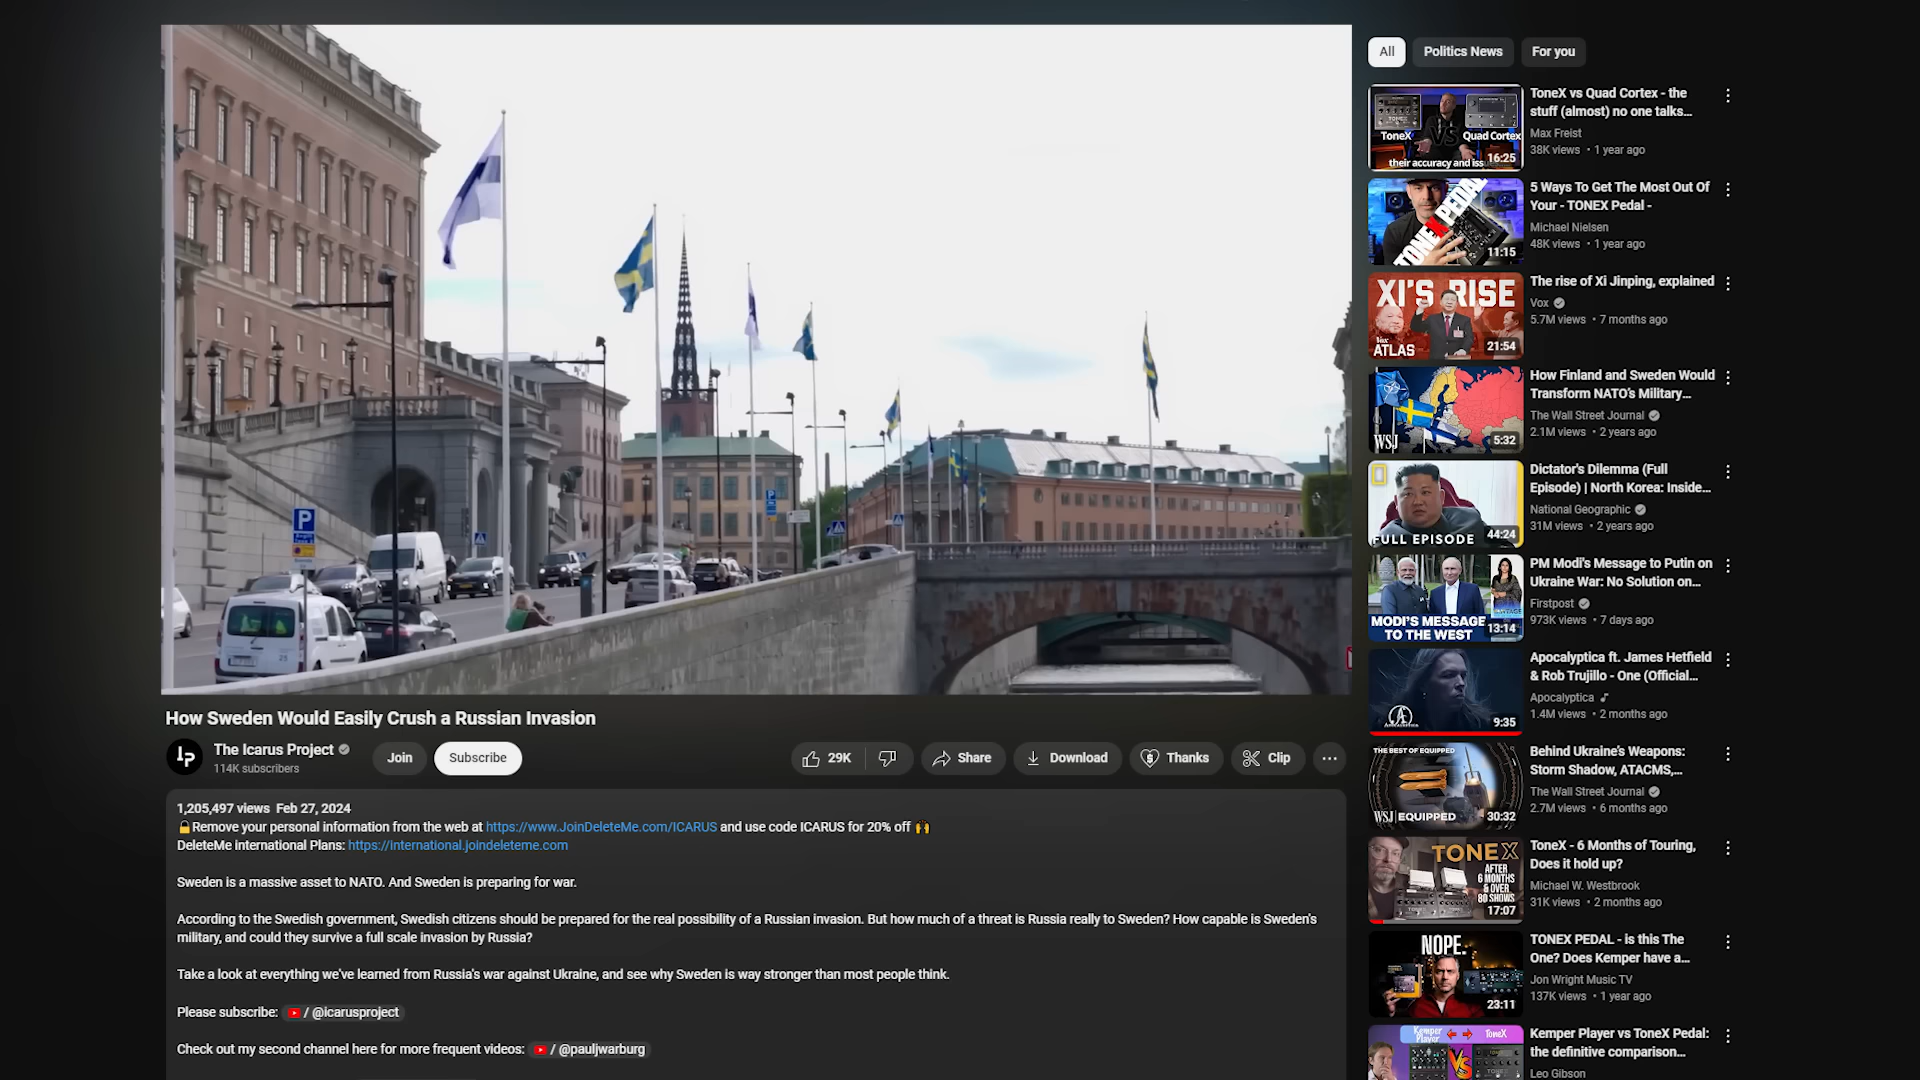 All
Politics News
For you
ToneX vs Quad Cortex - the
stuff (almost) no one talks...
Max Freist
38K views • 1 year ago
ToneX
VS
Quad Cortex
16:25
5 Ways To Get The Most Out Of
Your - TONEX Pedal -
Michael Nielsen
48K views • 1 year ago
TONEX PEDAL
11:15
The rise of Xi Jinping, explained
Vox
5.7M views • 7 months ago
XI'S RISE
Vox
ATLAS
21:54
How Finland and Sweden Would
Transform NATO's Military...
The Wall Street Journal
2.1M views • 2 years ago
WSJ
5:32
Dictator's Dilemma (Full
Episode) | North Korea: Inside...
National Geographic
31M views • 2 years ago
FULL EPISODE
44:24
PM Modi's Message to Putin on
Ukraine War: No Solution on...
Firstpost
973K views • 7 days ago
MODI'S MESSAGE
TO THE WEST
13:14
Apocalyptica ft. James Hetfield
& Rob Trujillo - One (Official...
Apocalyptica
1.4M views • 2 months ago
APOCALYPTICA
9:35
Behind Ukraine's Weapons:
Storm Shadow, ATACMS,...
The Wall Street Journal
2.7M views • 6 months ago
THE BEST OF EQUIPPED
WSJ EQUIPPED
30:32
ToneX - 6 Months of Touring,
Does it hold up?
Michael W. Westbrook
31K views • 2 months ago
TONEX
AFTER
6 MONTHS
& OVER
80 SHOWS
17:07
TONEX PEDAL - is this The
One? Does Kemper have a...
Jon Wright Music TV
137K views • 1 year ago
NOPE.
23:11
Kemper Player vs ToneX Pedal:
the definitive comparison...
Leo Gibson
Kemper
Player
ToneX
VS
P
How Sweden Would Easily Crush a Russian Invasion
The Icarus Project
114K subscribers
Join
Subscribe
29K
Share
Download
Thanks
Clip
1,205,497 views Feb 27, 2024
🔒Remove your personal information from the web at https://www.JoinDeleteMe.com/ICARUS and use code ICARUS for 20% off 🙌
DeleteMe international Plans: https://international.joindeleteme.com
Sweden is a massive asset to NATO. And Sweden is preparing for war.
According to the Swedish government, Swedish citizens should be prepared for the real possibility of a Russian invasion. But how much of a threat is Russia really to Sweden? How capable is Sweden's
military, and could they survive a full scale invasion by Russia?
Take a look at everything we've learned from Russia's war against Ukraine, and see why Sweden is way stronger than most people think.
Please subscribe: / @icarusproject
Check out my second channel here for more frequent videos: / @pauljwarburg